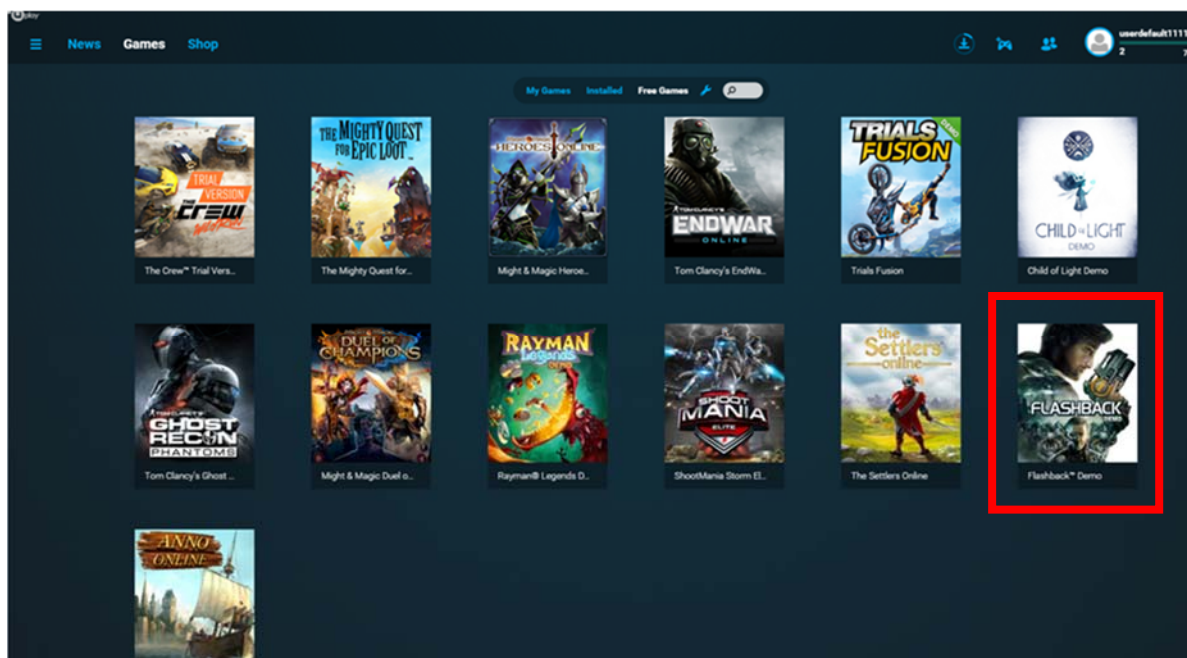 uplay
News Games Shop
userdefault1111
2
My Games Installed Free Games
TRIAL
VERSION
THE
CREW
WILD RUN
The Crew™ Trial Vers...
THE MIGHTY QUEST
FOR EPIC LOOT
The Mighty Quest for...
HEROES ONLINE
Might & Magic Heroe...
TOM CLANCY'S
ENDWAR
ONLINE
Tom Clancy's EndWa...
TRIALS
FUSION
DEMO
Trials Fusion
CHILD OF LIGHT
DEMO
Child of Light Demo
TOM CLANCY'S
GHOST
RECON
PHANTOMS
Tom Clancy's Ghost ...
DUEL OF
CHAMPIONS
Might & Magic Duel o...
RAYMAN
Legends
DEMO
Rayman® Legends D...
SHOOT
MANIA
ELITE
ShootMania Storm El...
the
Settlers
online
The Settlers Online
FLASHBACK
DEMO
Flashback™ Demo
ANNO
ONLINE